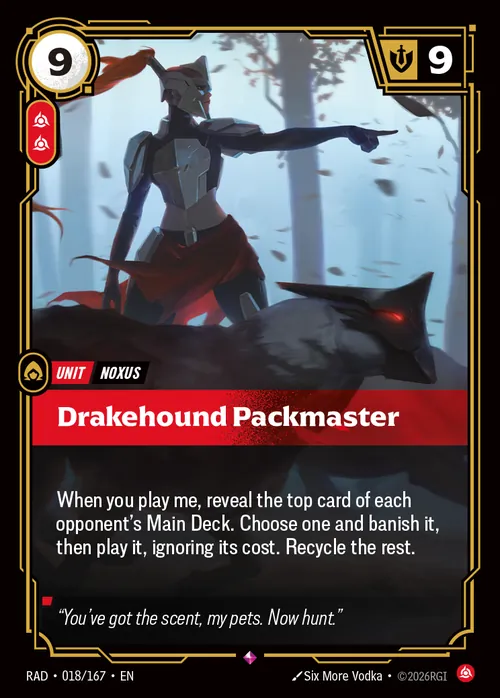 9
9
UNIT NOXUS
Drakehound Packmaster
When you play me, reveal the top card of each
opponent's Main Deck. Choose one and banish it,
then play it, ignoring its cost. Recycle the rest.
“You've got the scent, my pets. Now hunt.”
RAD • 018/167 • EN
Six More Vodka • ©2026RGI